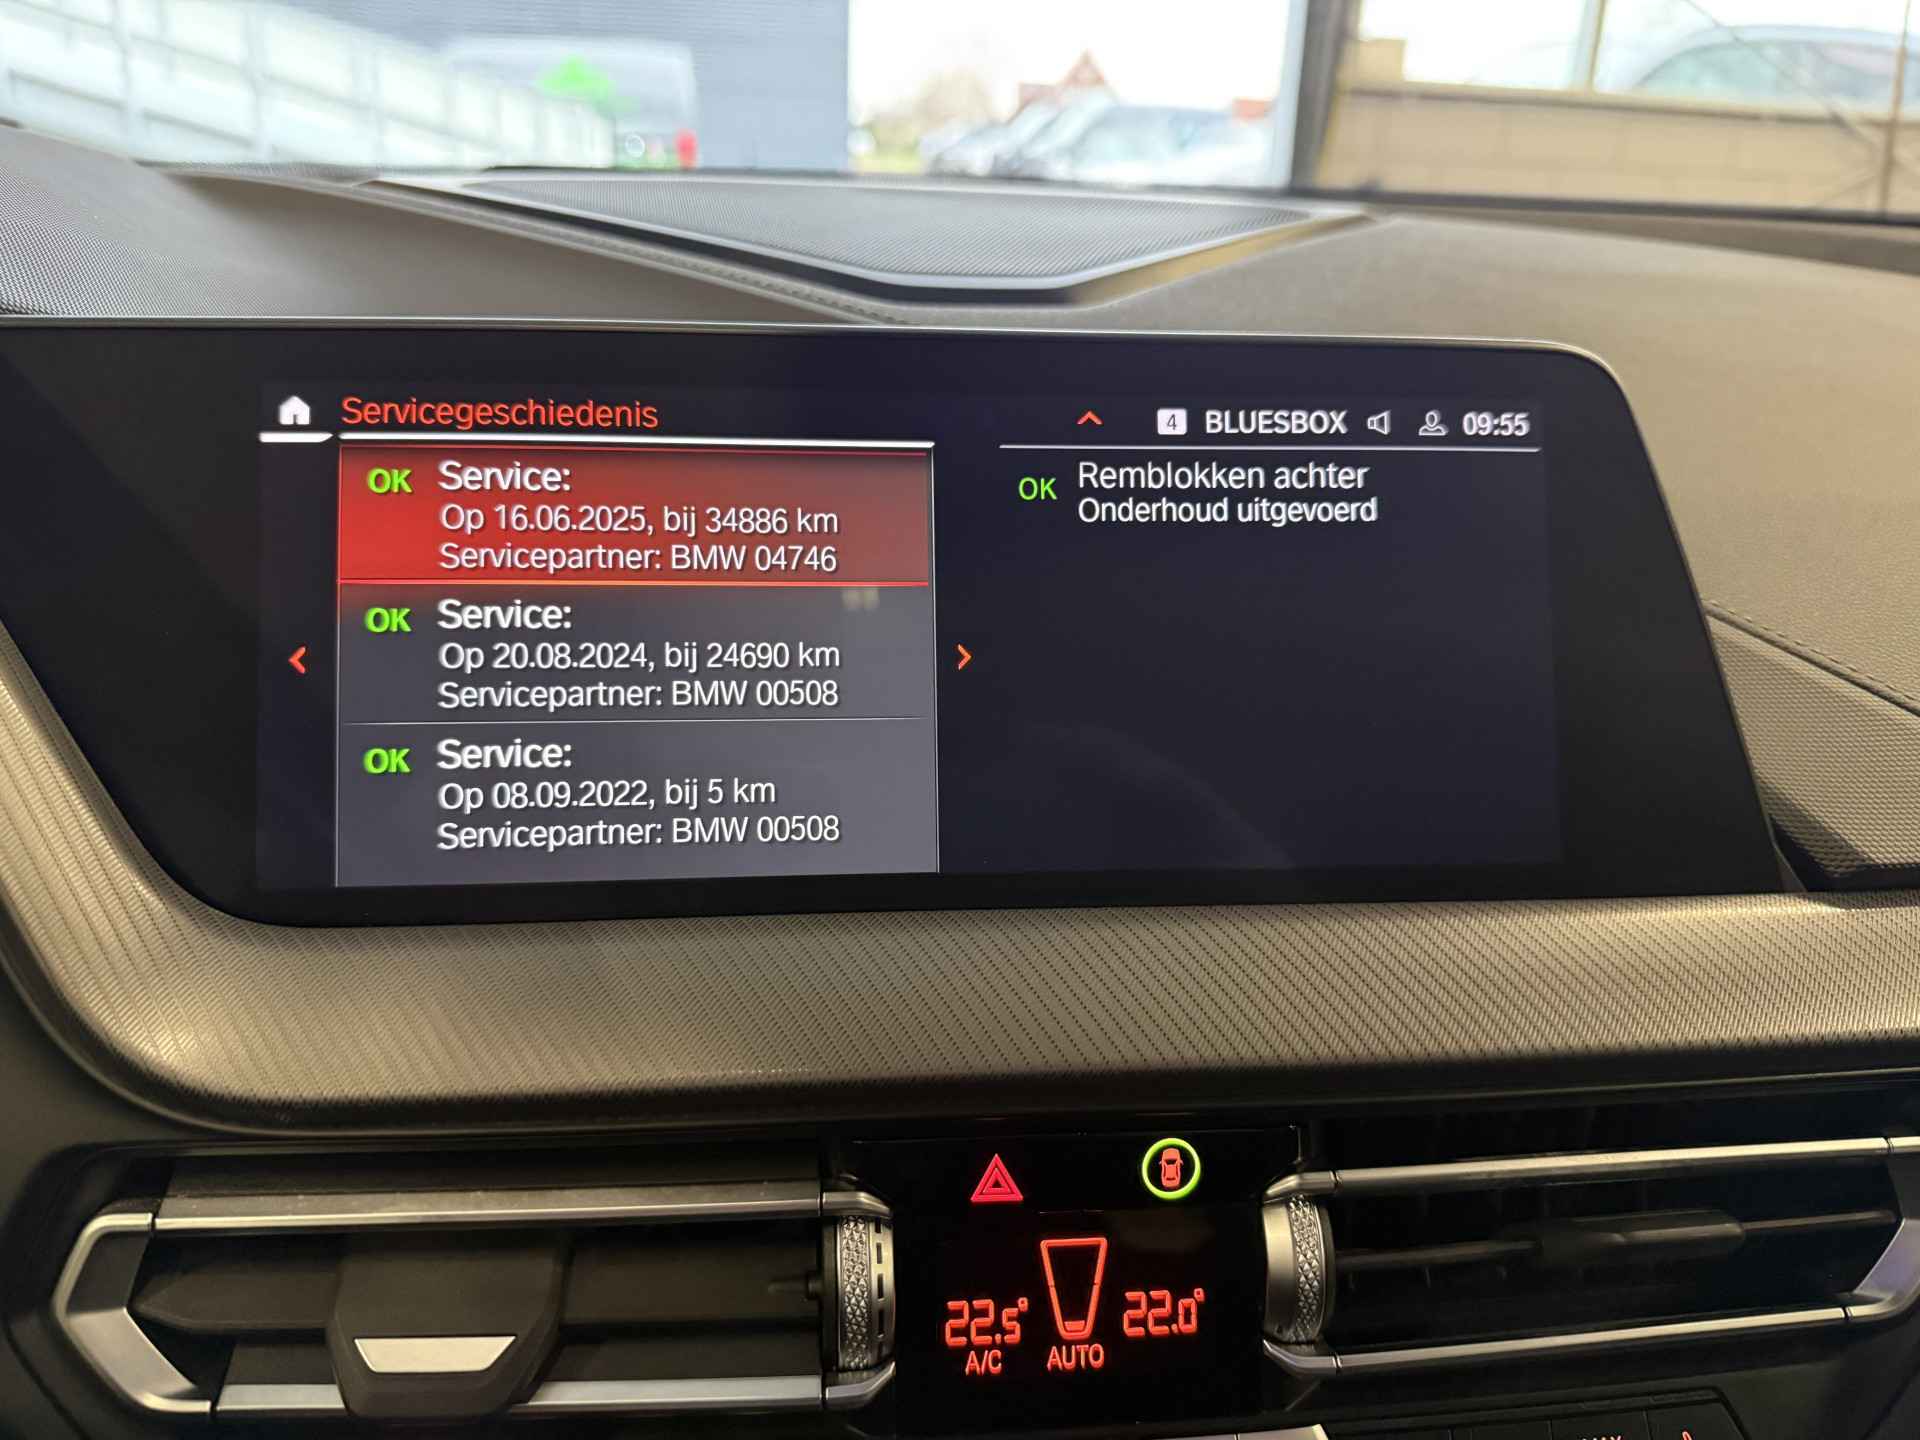 Servicegeschiedenis
4 BLUESBOX 09:55
OK Service:
Op 16.06.2025, bij 34886 km
Servicepartner: BMW 04746
OK Service:
Op 20.08.2024, bij 24690 km
Servicepartner: BMW 00508
OK Service:
Op 08.09.2022, bij 5 km
Servicepartner: BMW 00508
OK Remblokken achter
Onderhoud uitgevoerd
22.5° 22.0°
A/C AUTO
MAX